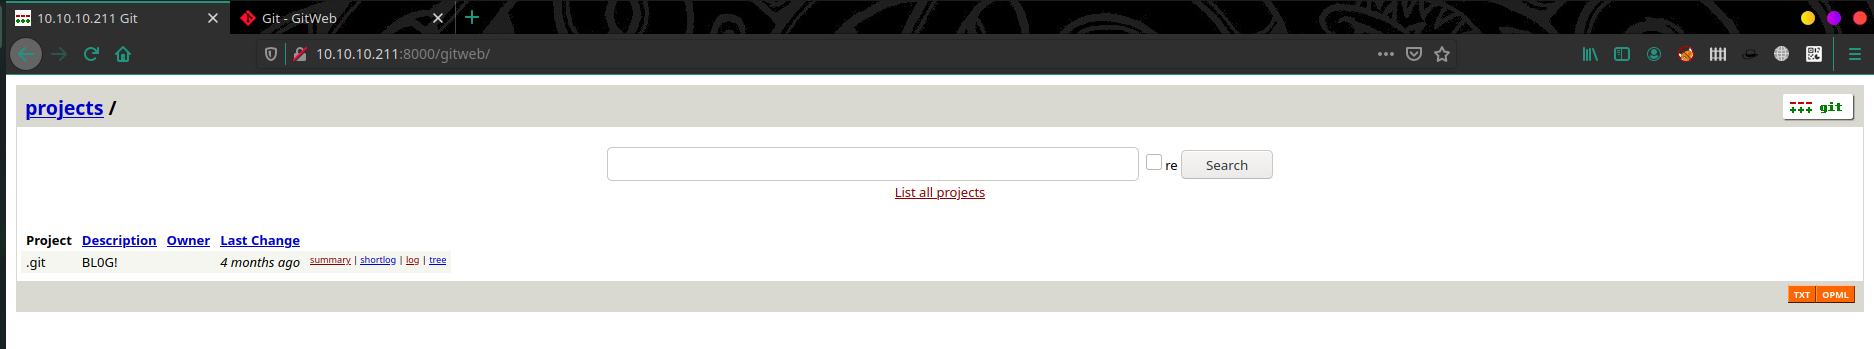 10.10.10.211 Git
Git - GitWeb
10.10.10.211:8000/gitweb/
projects /
git
re Search
List all projects
Project Description Owner Last Change
.git BL0G! 4 months ago summary | shortlog | log | tree
TXT OPML